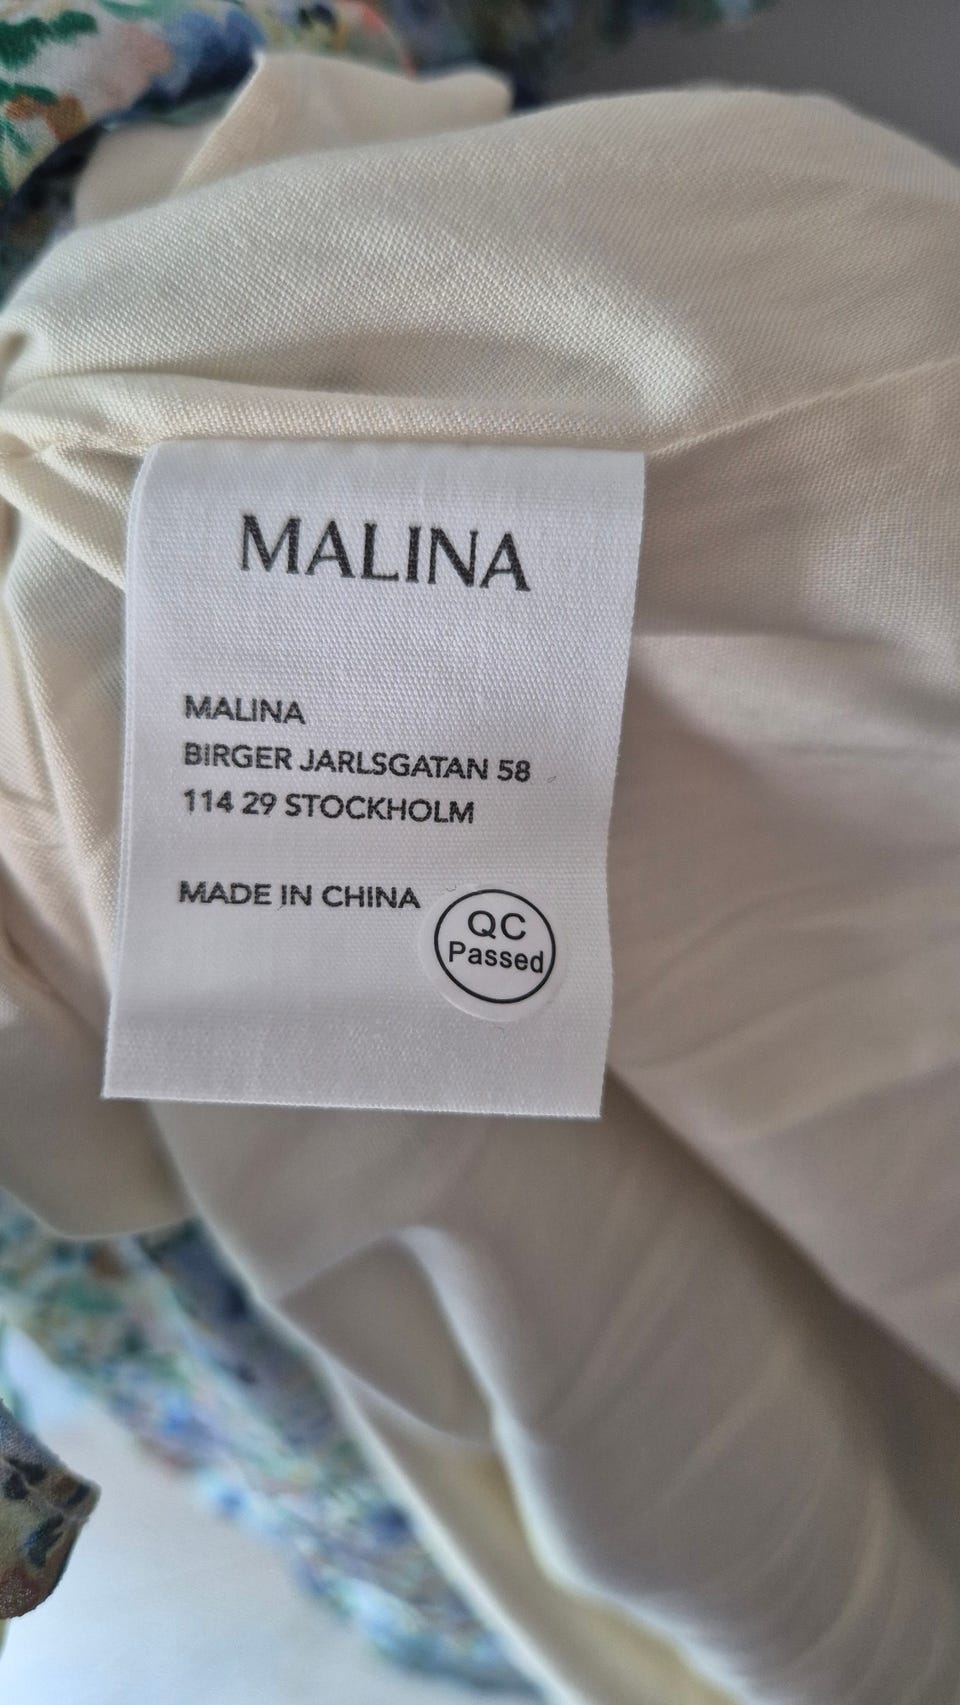 MALINA
MALINA
BIRGER JARLSGATAN 58
114 29 STOCKHOLM
MADE IN CHINA
QC
Passed